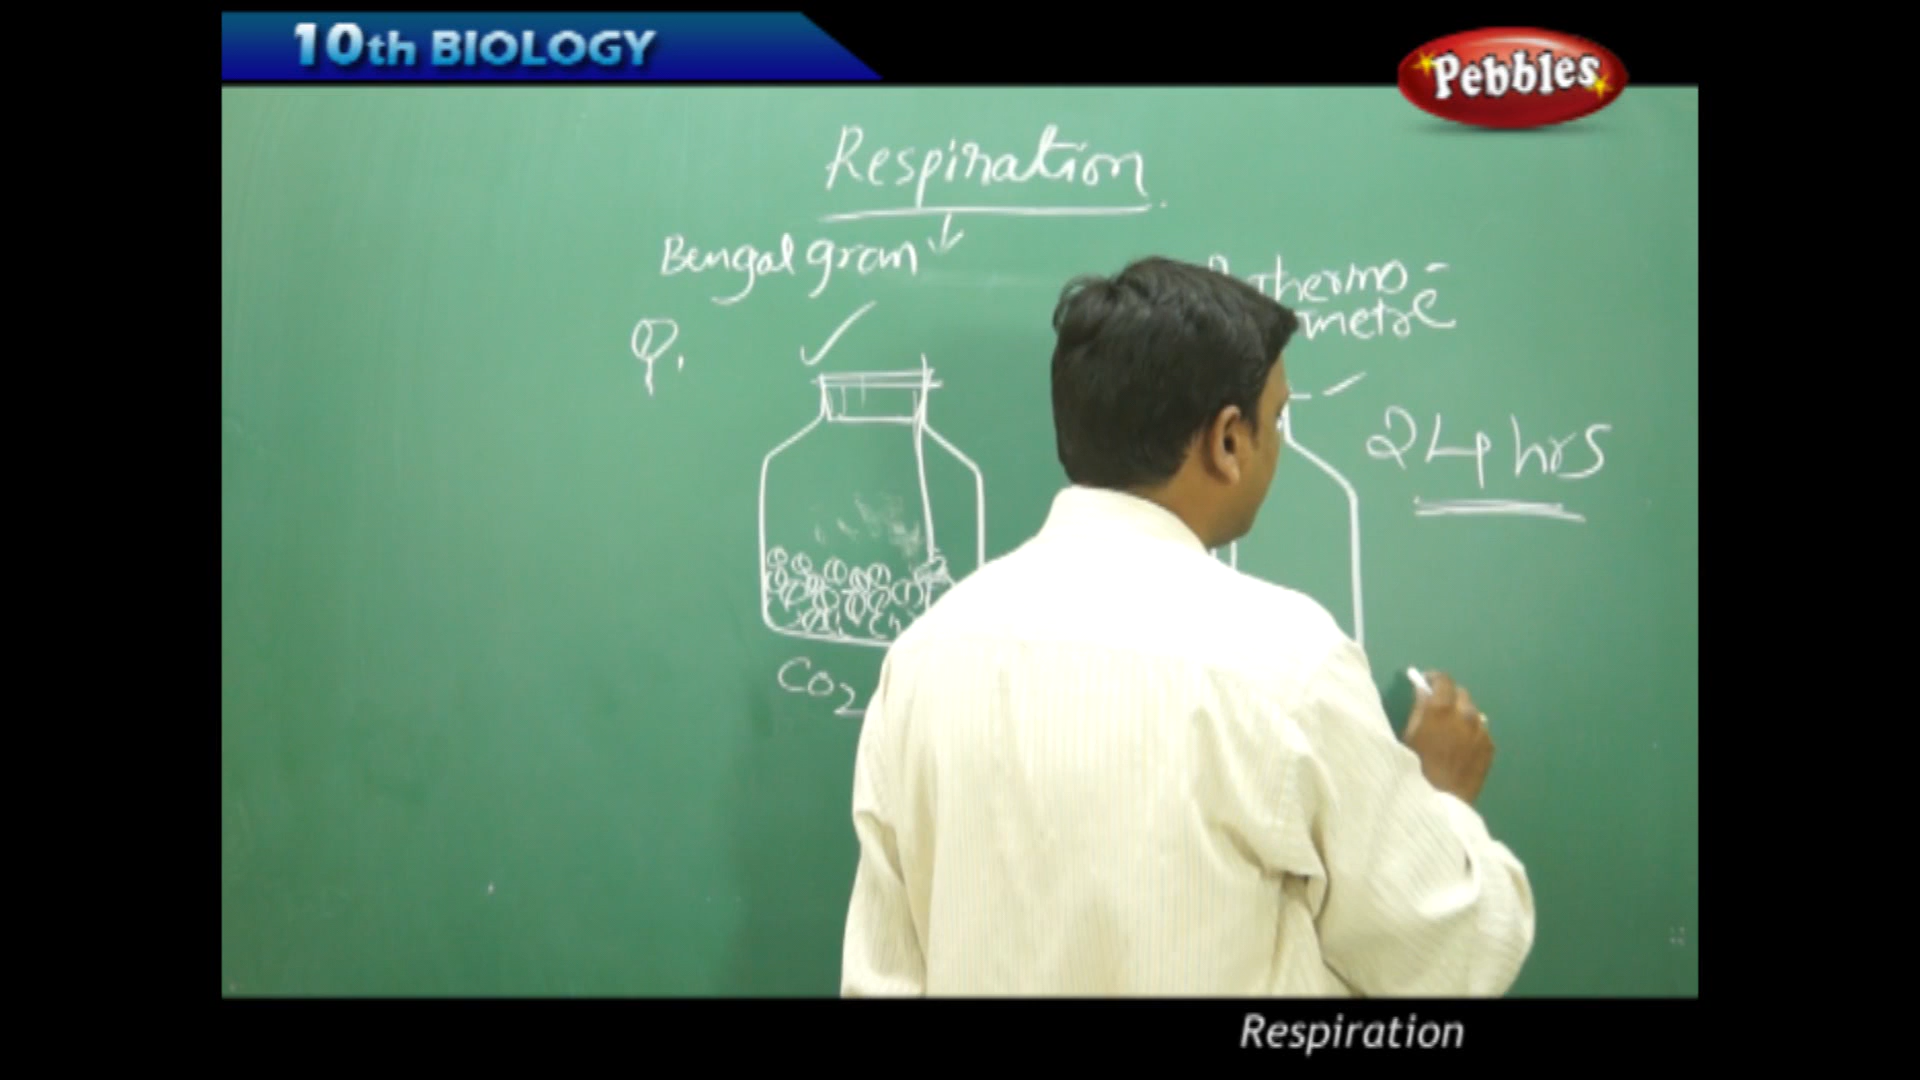 10th BIOLOGY
Pebbles
Respiration
Bengal gram
thermo -
metre
24 hrs
CO2
Respiration